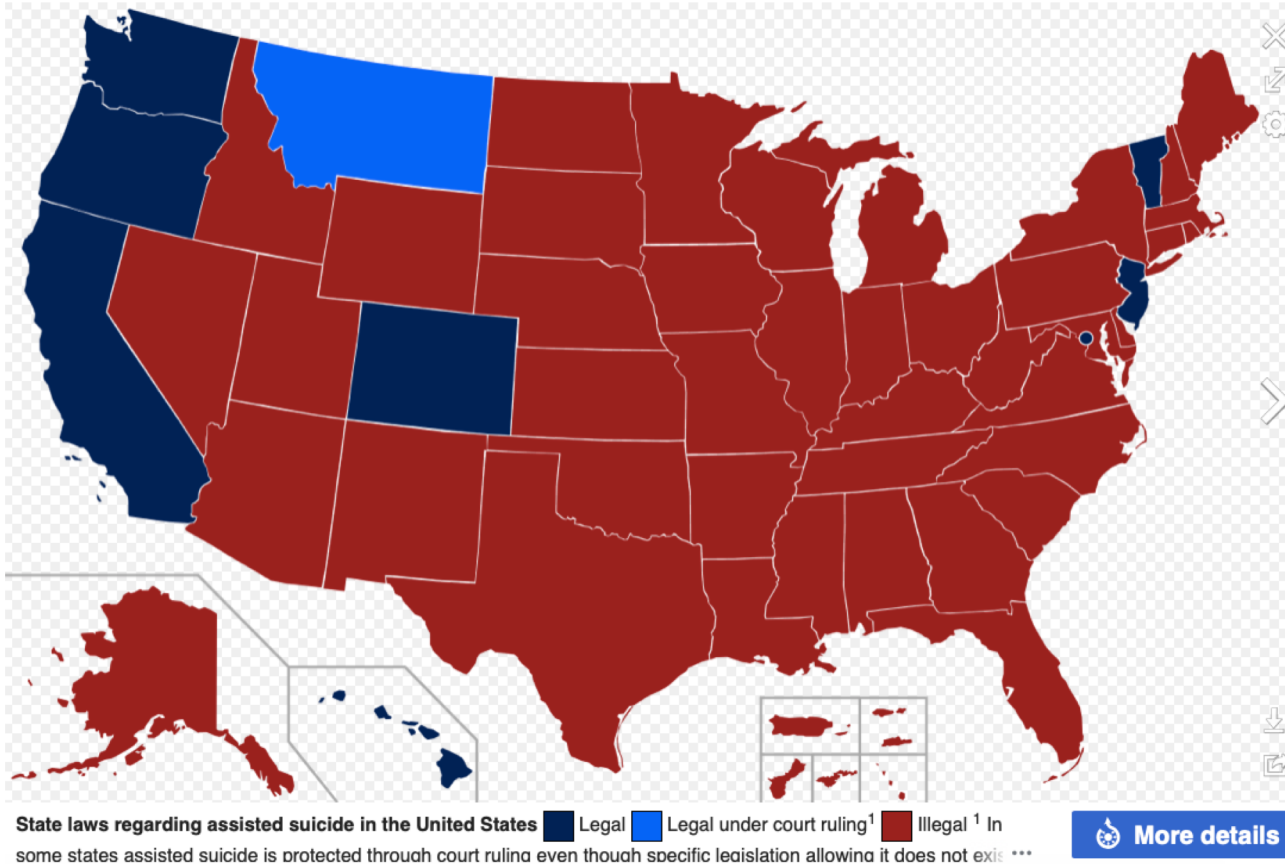 State laws regarding assisted suicide in the United States Legal Legal under court ruling¹ Illegal ¹ In
some states assisted suicide is protected through court ruling even though specific legislation allowing it does not •••
More details